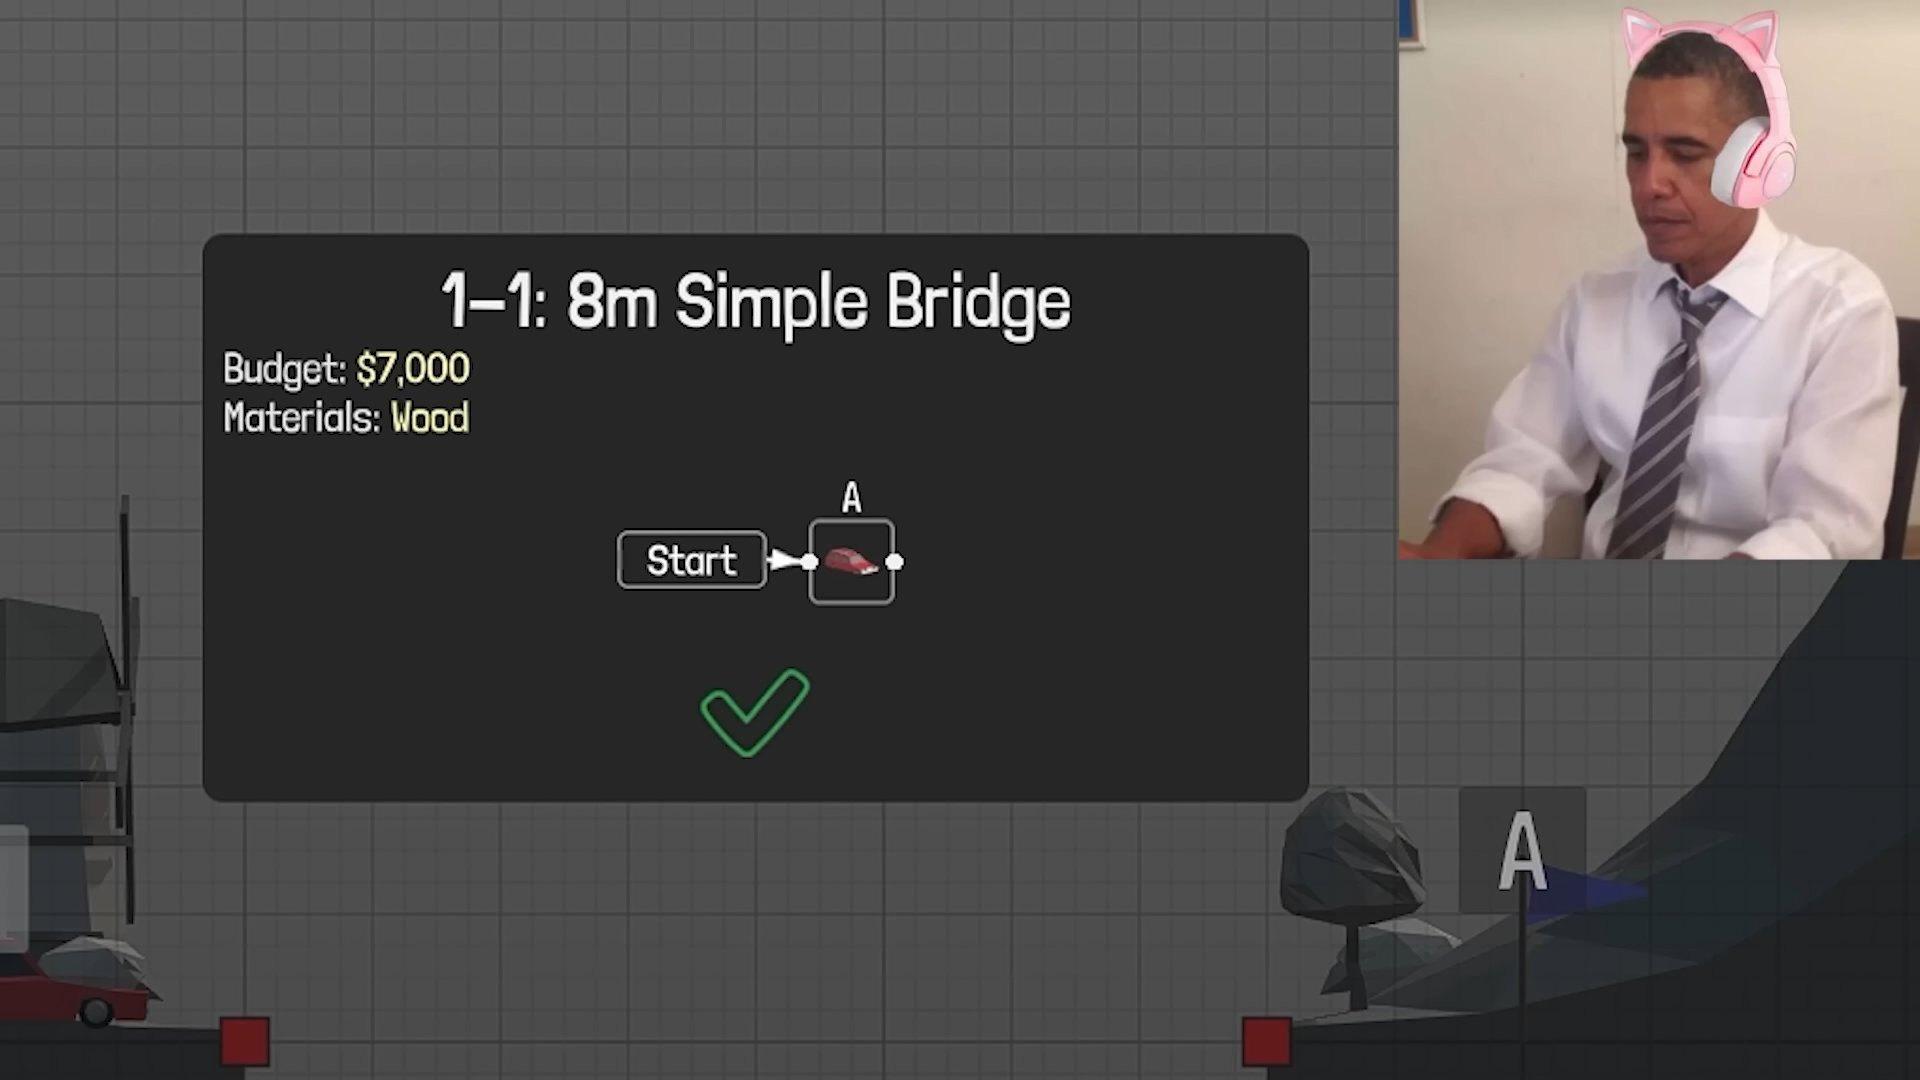 1-1: 8m Simple Bridge
Budget: $7,000
Materials: Wood
A
Start
A